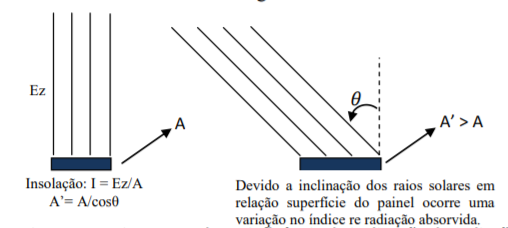 Ez
A
θ
A' > A
Insolação: I = Ez/A
A'= A/cosθ
Devido a inclinação dos raios solares em
relação superfície do painel ocorre uma
variação no índice re radiação absorvida.